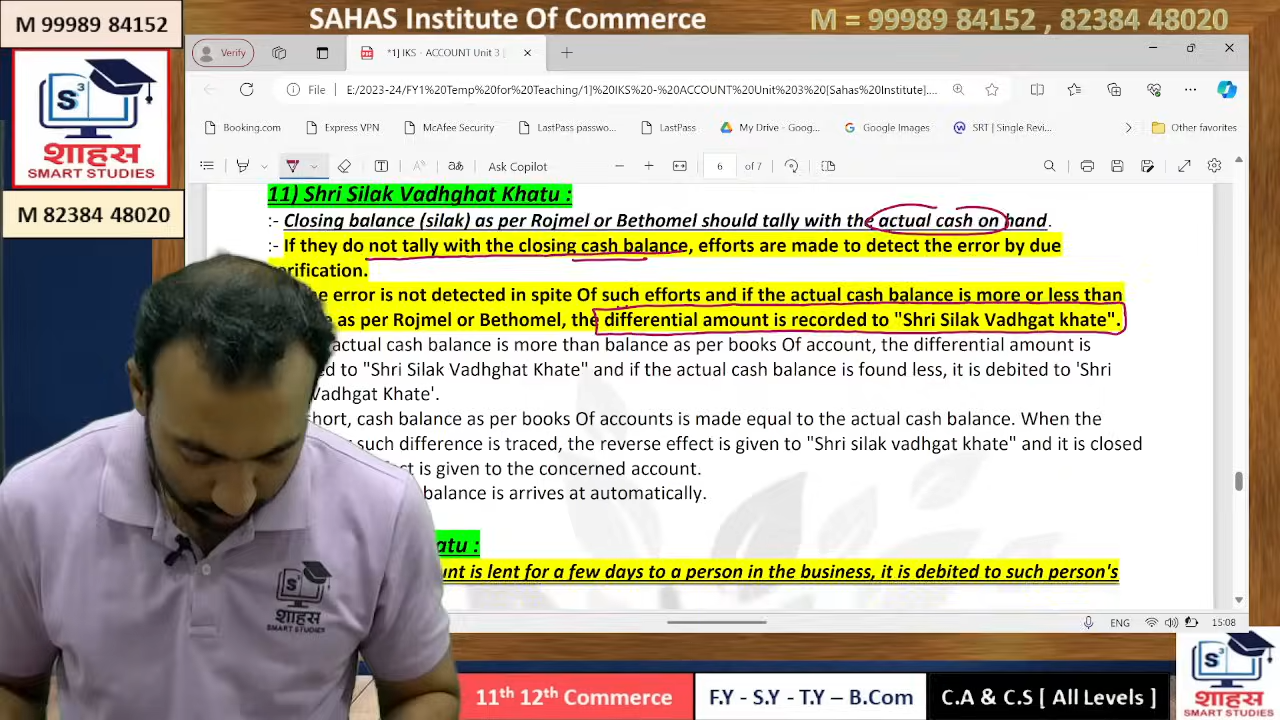 M 99989 84152
SAHAS Institute Of Commerce
M = 99989 84152 , 82384 48020
Verify
*1] IKS - ACCOUNT Unit 3 |
File
E:/2023-24/FY1%20Temp%20for%20Teaching/1]%20IKS%20-%20ACCOUNT%20Unit%203%20[Sahas%20Institute]....
Booking.com
ExpressVPN
McAfee Security
LastPass passwo...
LastPass
My Drive - Goog...
Google Images
SRT | Single Revi...
Other favorites
Ask Copilot
6 of 7
S³
शाहस
SMART STUDIES
M 82384 48020
11) Shri Silak Vadhghat Khatu :
:- Closing balance (silak) as per Rojmel or Bethomel should tally with the actual cash on hand.
:- If they do not tally with the closing cash balance, efforts are made to detect the error by due
erification.
e error is not detected in spite Of such efforts and if the actual cash balance is more or less than
as per Rojmel or Bethomel, the differential amount is recorded to "Shri Silak Vadhgat khate".
actual cash balance is more than balance as per books Of account, the differential amount is
ed to "Shri Silak Vadhghat Khate" and if the actual cash balance is found less, it is debited to 'Shri
Vadhgat Khate'.
hort, cash balance as per books Of accounts is made equal to the actual cash balance. When the
such difference is traced, the reverse effect is given to "Shri silak vadhgat khate" and it is closed
ect is given to the concerned account.
balance is arrives at automatically.
atu :
unt is lent for a few days to a person in the business, it is debited to such person's
ENG
15:08
S³
शाहस
SMART STUDIES
11th 12th Commerce
F.Y - S.Y - T.Y – B.Com
C.A & C.S [ All Levels ]
S³
शाहस
SMART STUDIES